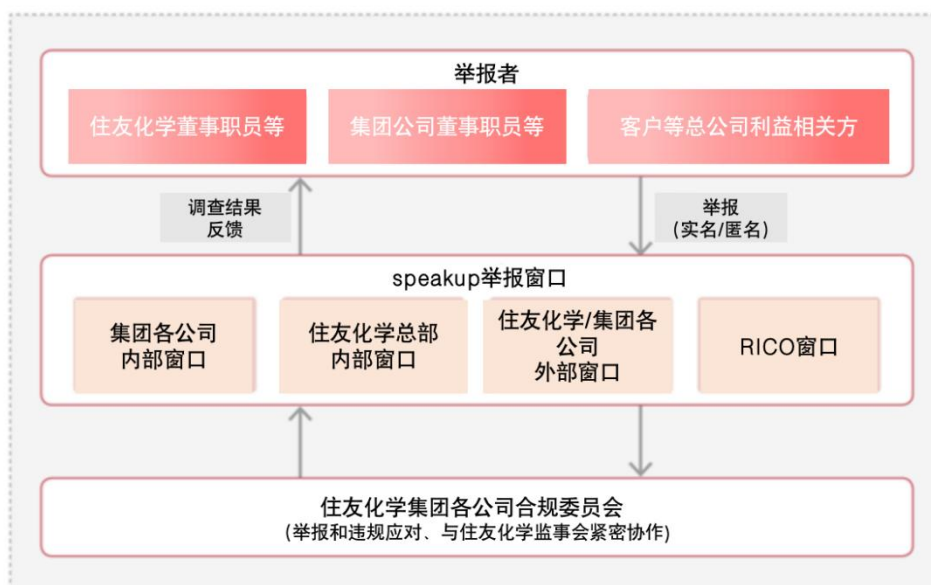 举报者
住友化学董事职员等
集团公司董事职员等
客户等总公司利益相关方
调查结果
反馈
举报
(实名/匿名)
speakup举报窗口
集团各公司
内部窗口
住友化学总部
内部窗口
住友化学/集团各
公司
外部窗口
RICO窗口
住友化学集团各公司合规委员会
(举报和违规应对、与住友化学监事会紧密协作)